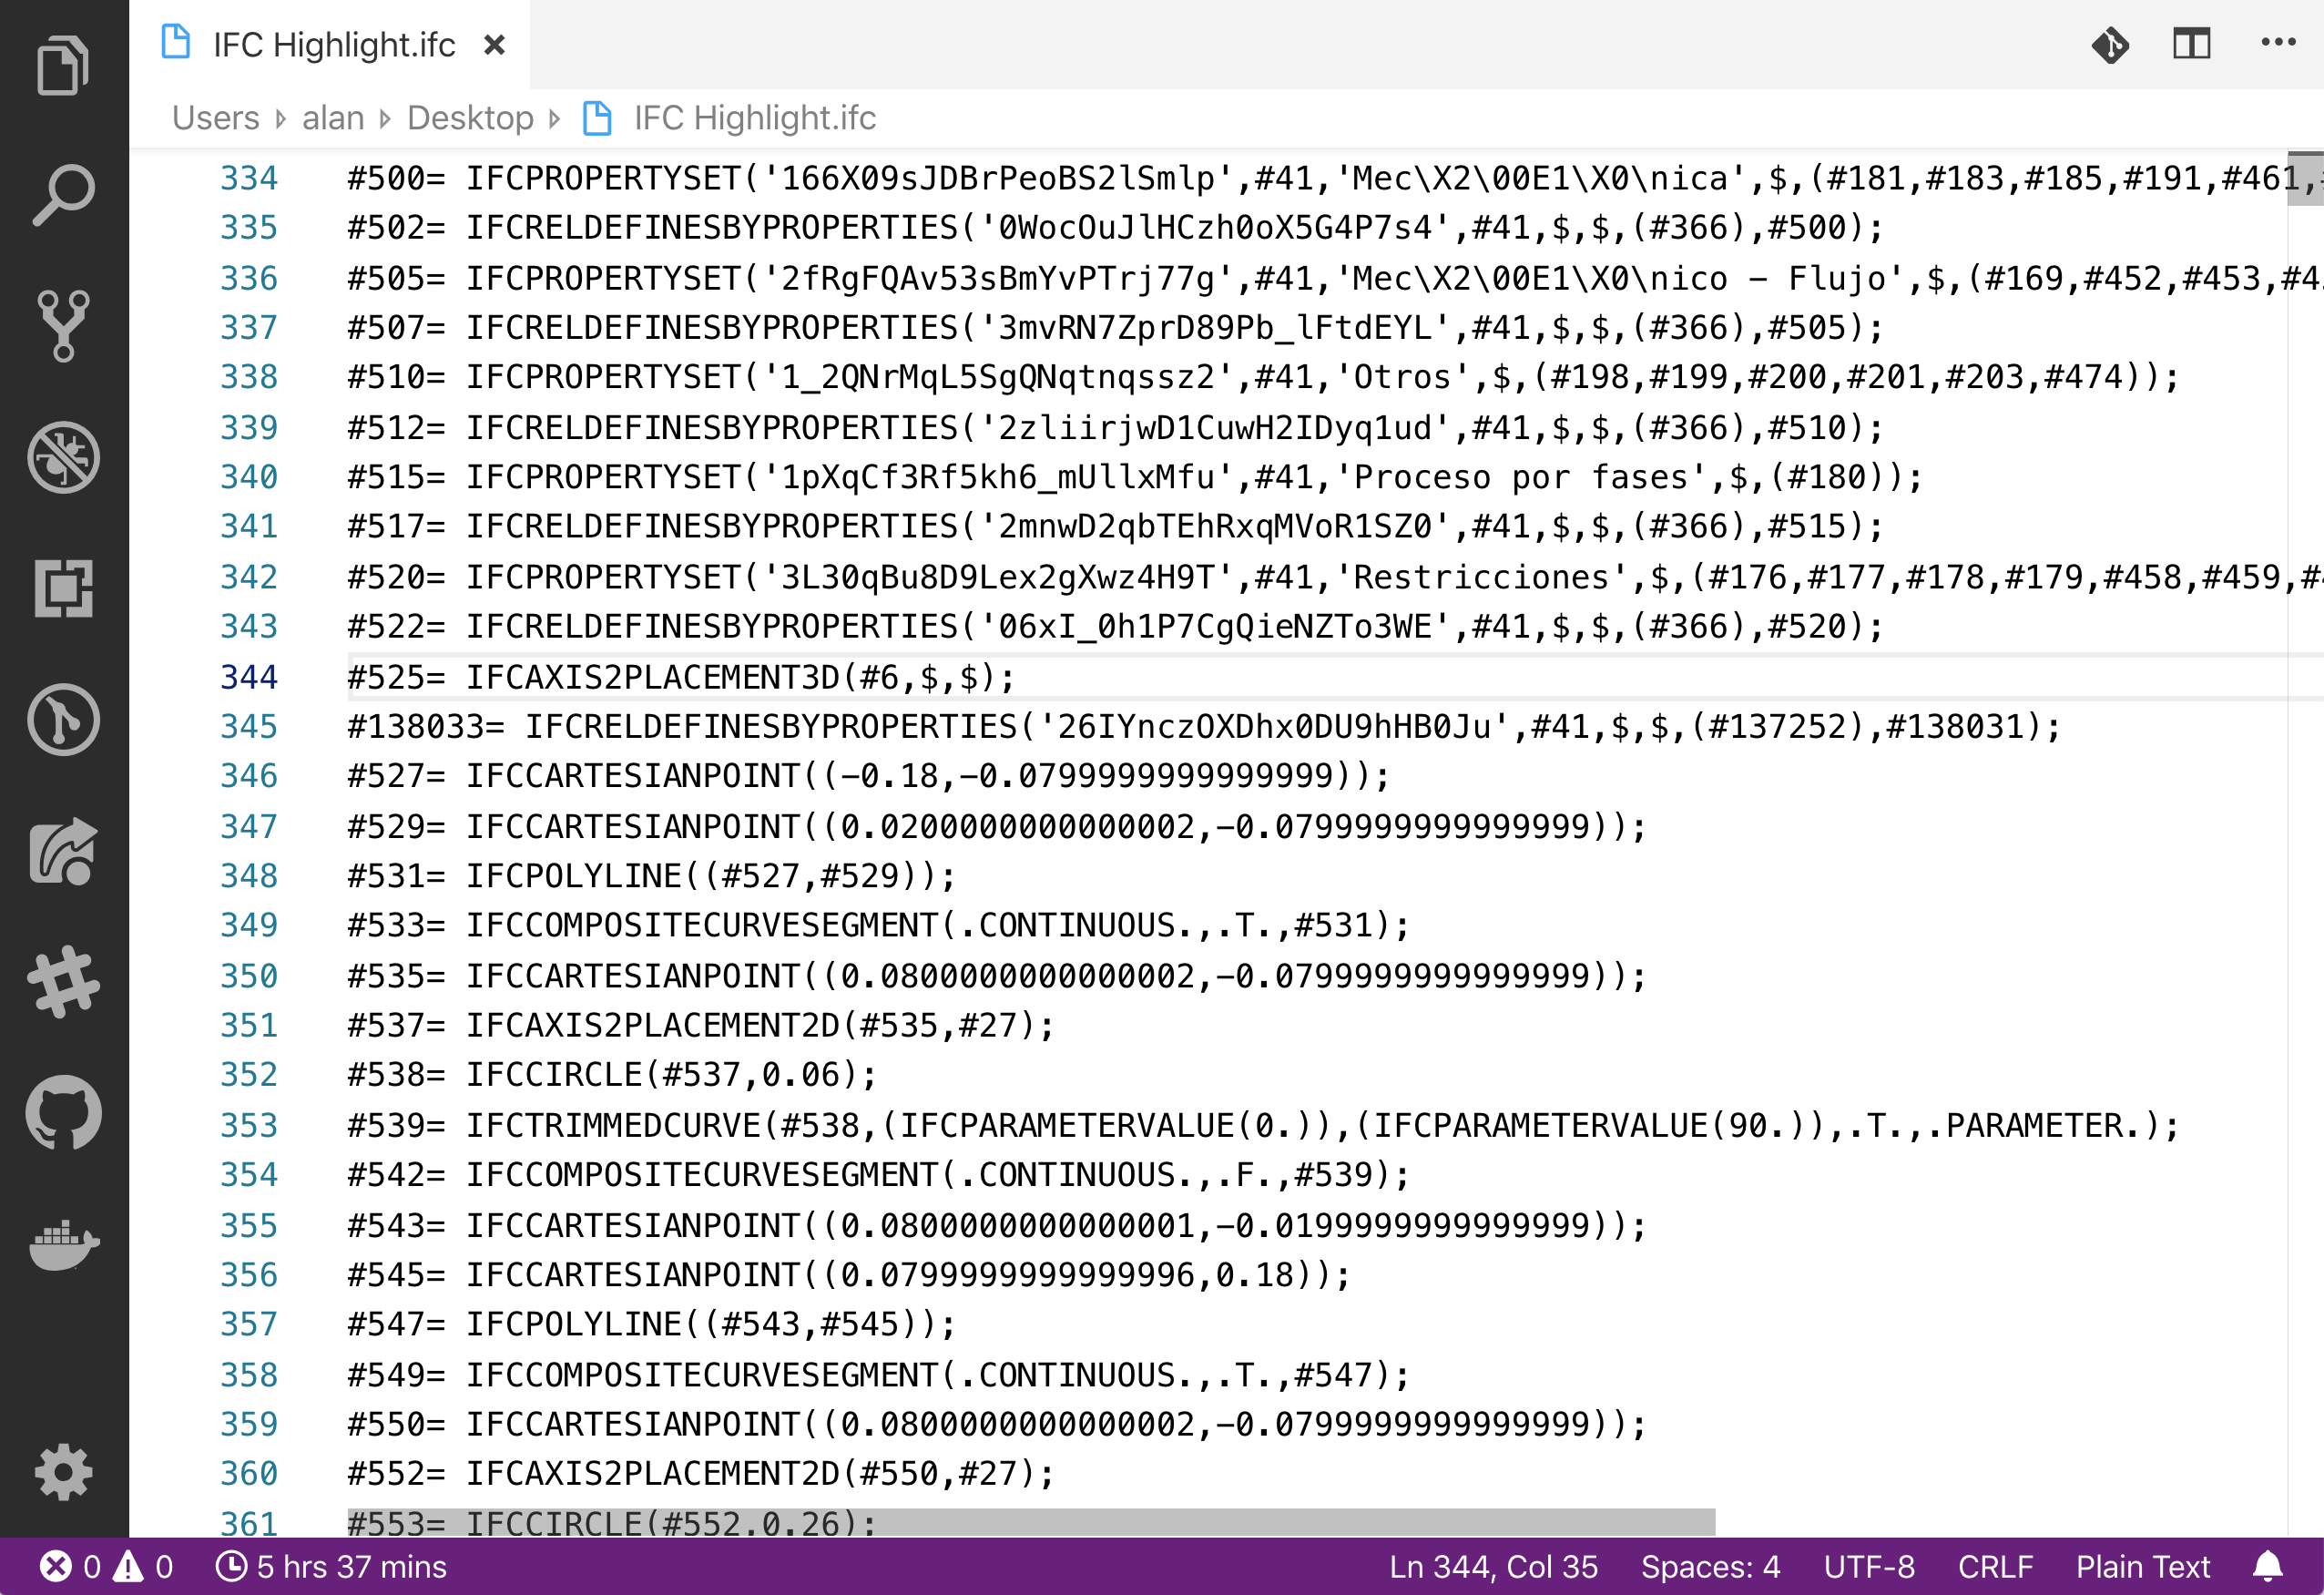 IFC Highlight.ifc
Users alan Desktop IFC Highlight.ifc
334 #500= IFCPROPERTYSET('166X09sJDBrPeoBS2lSmlp',#41,'Mec\X2\00E1\X0\nica',$,(#181,#183,#185,#191,#461,
335 #502= IFCRELDEFINESBYPROPERTIES('0WocOuJlHCzh0oX5G4P7s4',#41,$,$,(#366),#500);
336 #505= IFCPROPERTYSET('2fRgFQAv53sBmYvPTrj77g',#41,'Mec\X2\00E1\X0\nico - Flujo',$,(#169,#452,#453,#4
337 #507= IFCRELDEFINESBYPROPERTIES('3mvRN7ZprD89Pb_lFtdEYL',#41,$,$,(#366),#505);
338 #510= IFCPROPERTYSET('1_2QNrMqL5SgQNqtnqssz2',#41,'Otros',$,(#198,#199,#200,#201,#203,#474));
339 #512= IFCRELDEFINESBYPROPERTIES('2zliirjwD1CuwH2IDyq1ud',#41,$,$,(#366),#510);
340 #515= IFCPROPERTYSET('1pXqCf3Rf5kh6_mUllxMfu',#41,'Proceso por fases',$,(#180));
341 #517= IFCRELDEFINESBYPROPERTIES('2mnwD2qbTEhRxqMVoR1SZ0',#41,$,$,(#366),#515);
342 #520= IFCPROPERTYSET('3L30qBu8D9Lex2gXwz4H9T',#41,'Restricciones',$,(#176,#177,#178,#179,#458,#459,#
343 #522= IFCRELDEFINESBYPROPERTIES('06xI_0h1P7CgQieNZTo3WE',#41,$,$,(#366),#520);
344 #525= IFCAXIS2PLACEMENT3D(#6,$,$);
345 #138033= IFCRELDEFINESBYPROPERTIES('26IYnczOXDhx0DU9hHB0Ju',#41,$,$,(#137252),#138031);
346 #527= IFCCARTESIANPOINT((-0.18,-0.0799999999999999));
347 #529= IFCCARTESIANPOINT((0.0200000000000002,-0.0799999999999999));
348 #531= IFCPOLYLINE((#527,#529));
349 #533= IFCCOMPOSITECURVESEGMENT(.CONTINUOUS.,.T.,#531);
350 #535= IFCCARTESIANPOINT((0.0800000000000002,-0.0799999999999999));
351 #537= IFCAXIS2PLACEMENT2D(#535,#27);
352 #538= IFCCIRCLE(#537,0.06);
353 #539= IFCTRIMMEDCURVE(#538,(IFCPARAMETERVALUE(0.)),(IFCPARAMETERVALUE(90.)),.T.,.PARAMETER.);
354 #542= IFCCOMPOSITECURVESEGMENT(.CONTINUOUS.,.F.,#539);
355 #543= IFCCARTESIANPOINT((0.0800000000000001,-0.0199999999999999));
356 #545= IFCCARTESIANPOINT((0.0799999999999996,0.18));
357 #547= IFCPOLYLINE((#543,#545));
358 #549= IFCCOMPOSITECURVESEGMENT(.CONTINUOUS.,.T.,#547);
359 #550= IFCCARTESIANPOINT((0.0800000000000002,-0.0799999999999999));
360 #552= IFCAXIS2PLACEMENT2D(#550,#27);
361 #553= IFCCIRCLE(#552,0.26);
0 0 5 hrs 37 mins Ln 344, Col 35 Spaces: 4 UTF-8 CRLF Plain Text